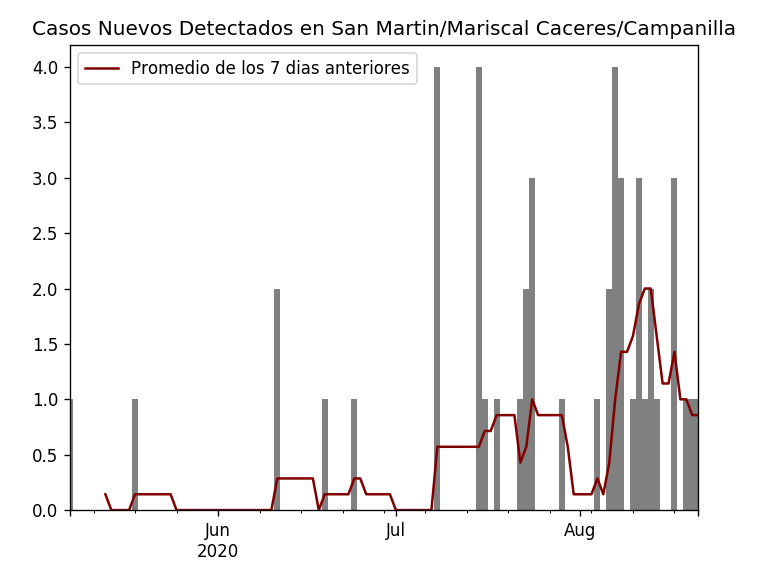 Casos Nuevos Detectados en San Martin/Mariscal Caceres/Campanilla
Promedio de los 7 dias anteriores
4.0
3.5
3.0
2.5
2.0
1.5
1.0
0.5
0.0
Jun
2020
Jul
Aug